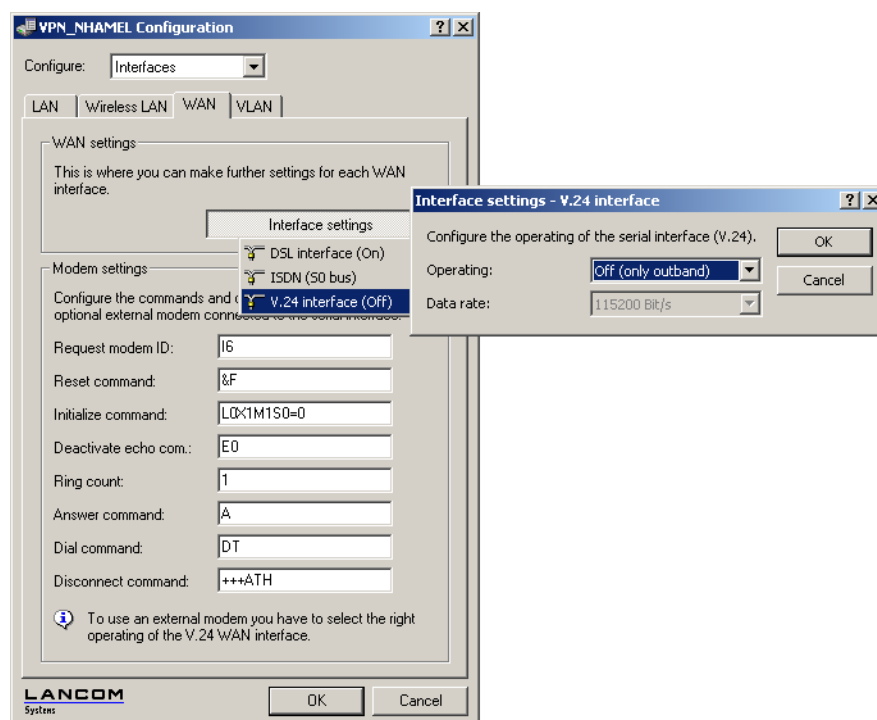 VPN_NHAMEL Configuration
Configure: Interfaces
LAN Wireless LAN WAN VLAN
WAN settings
This is where you can make further settings for each WAN
interface.
Interface settings
DSL interface (On)
ISDN (S0 bus)
V.24 interface (Off)
Modem settings
Configure the commands and
optional external modem connected to the serial interface.
Request modem ID: I6
Reset command: &F
Initialize command: L0X1M1S0=0
Deactivate echo com.: E0
Ring count: 1
Answer command: A
Dial command: DT
Disconnect command: +++ATH
To use an external modem you have to select the right
operating of the V.24 WAN interface.
LANCOM
Systems
OK Cancel
Interface settings - V.24 interface
Configure the operating of the serial interface (V.24).
Operating: Off (only outband)
Data rate: 115200 Bit/s
OK
Cancel